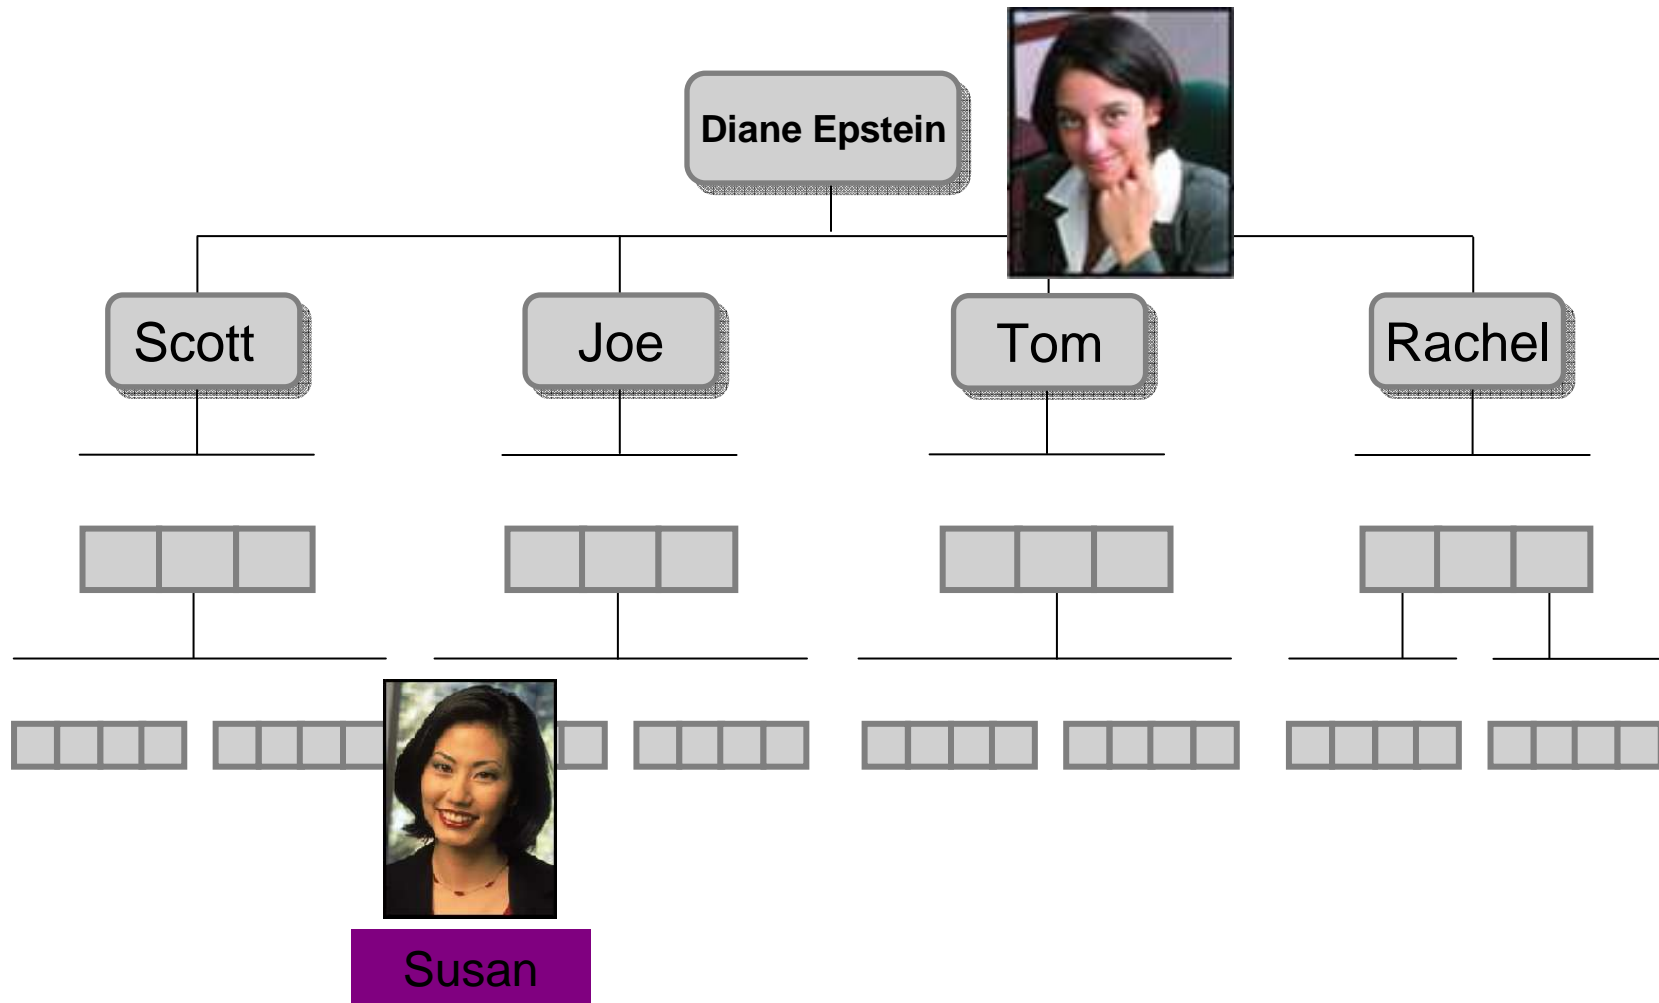 Diane Epstein
Scott
Joe
Tom
Rachel
Susan